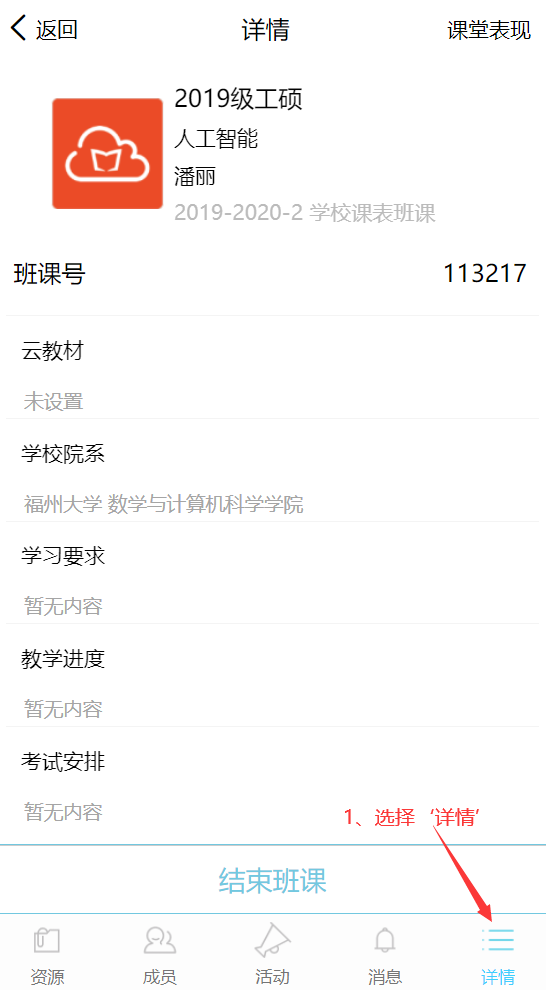 返回 详情 课堂表现
2019级工硕
人工智能
潘丽
2019-2020-2 学校课表班课
班课号 113217
云教材
未设置
学校院系
福州大学 数学与计算机科学学院
学习要求
暂无内容
教学进度
暂无内容
考试安排
暂无内容
1、选择‘详情’
结束班课
资源 成员 活动 消息 详情